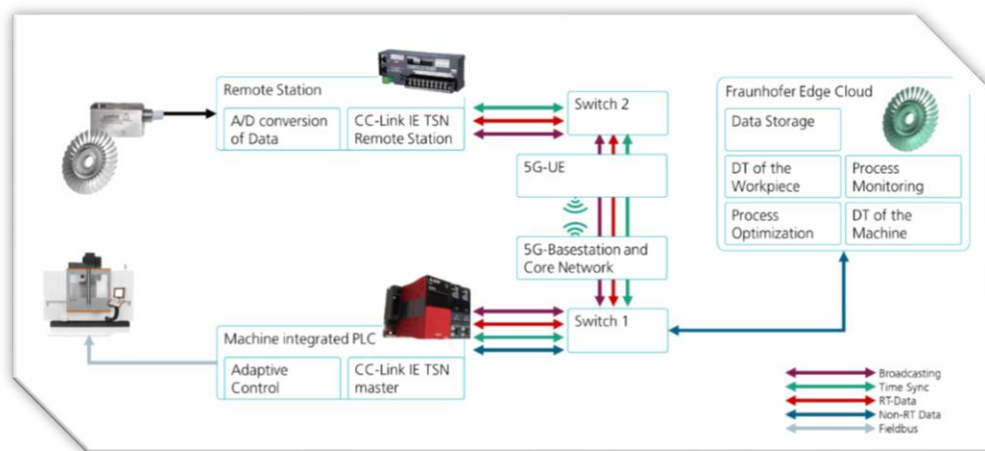 Remote Station
A/D conversion
of Data
CC-Link IE TSN
Remote Station
Switch 2
5G-UE
5G-Basestation and
Core Network
Switch 1
Machine integrated PLC
Adaptive
Control
CC-Link IE TSN
master
Fraunhofer Edge Cloud
Data Storage
DT of the
Workpiece
Process
Monitoring
Process
Optimization
DT of the
Machine
Broadcasting
Time Sync
RT-Data
Non-RT Data
Fieldbus